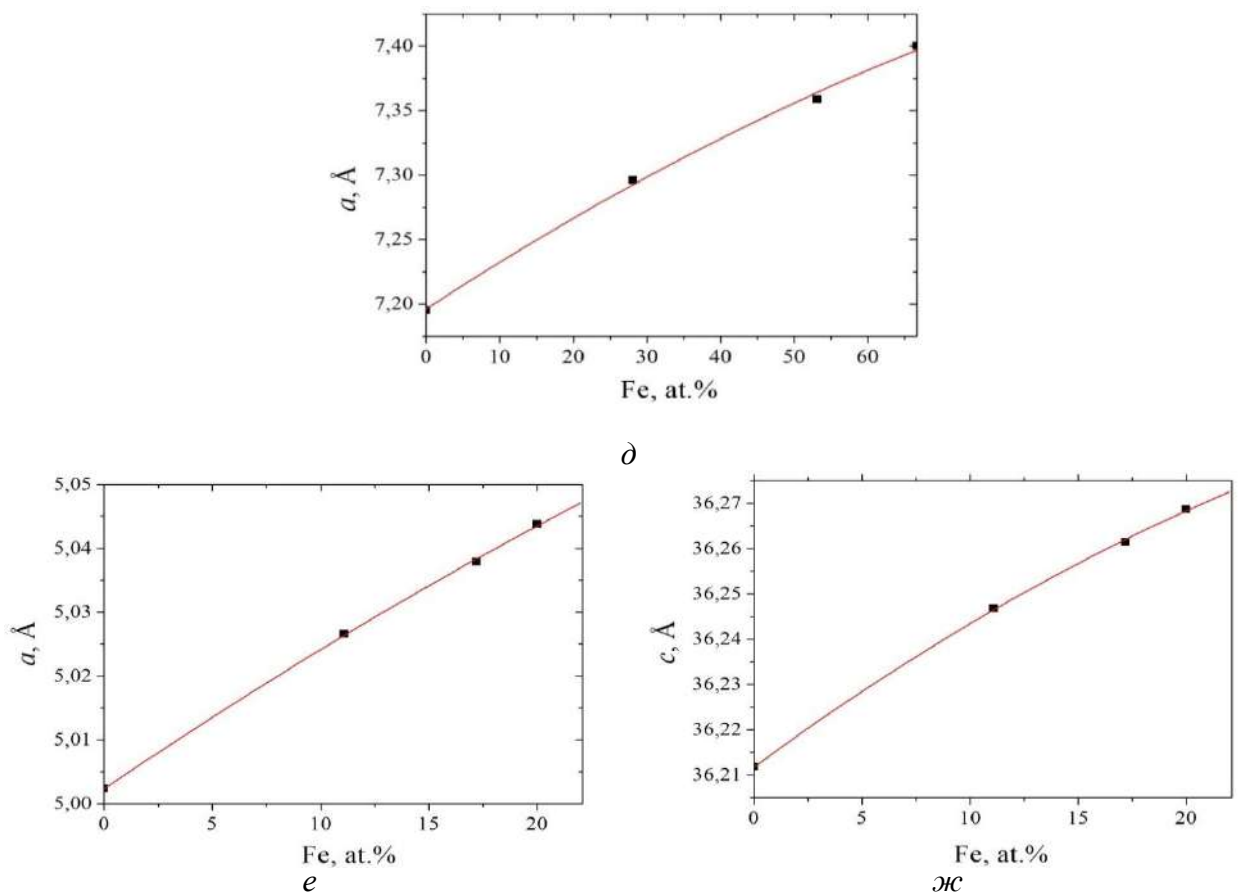 7,40
7,35
7,30
7,25
7,20
a, Å
0 10 20 30 40 50 60
Fe, at.%
д
5,05
5,04
5,03
5,02
5,01
5,00
a, Å
0 5 10 15 20
Fe, at.%
е
36,27
36,26
36,25
36,24
36,23
36,22
36,21
c, Å
0 5 10 15 20
Fe, at.%
ж